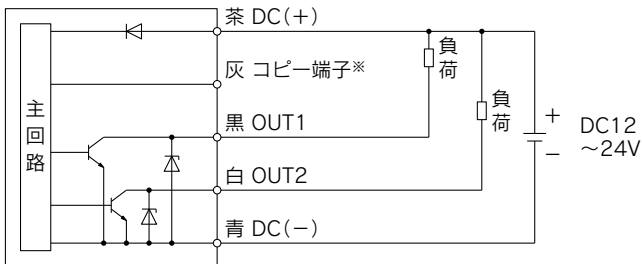 茶 DC(+)
灰 コピー端子※
黒 OUT1
白 OUT2
青 DC(−)
主回路
負荷
負荷
+
−
DC12
～24V